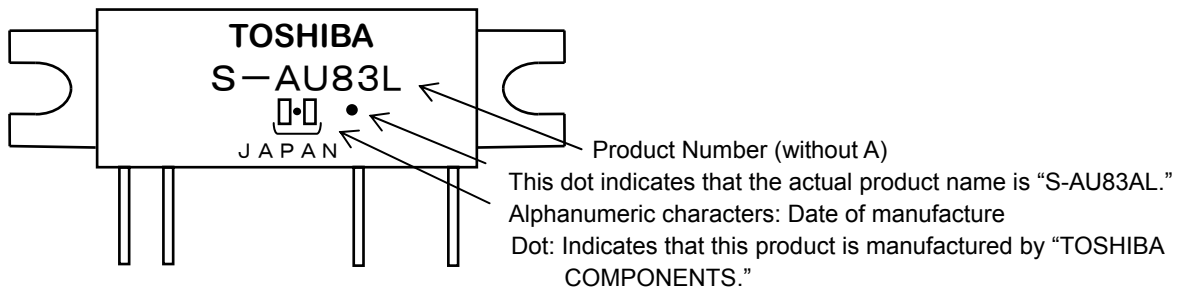 TOSHIBA
S－AU83L
JAPAN
Product Number (without A)
This dot indicates that the actual product name is “S-AU83AL.”
Alphanumeric characters: Date of manufacture
Dot: Indicates that this product is manufactured by “TOSHIBA
COMPONENTS.”